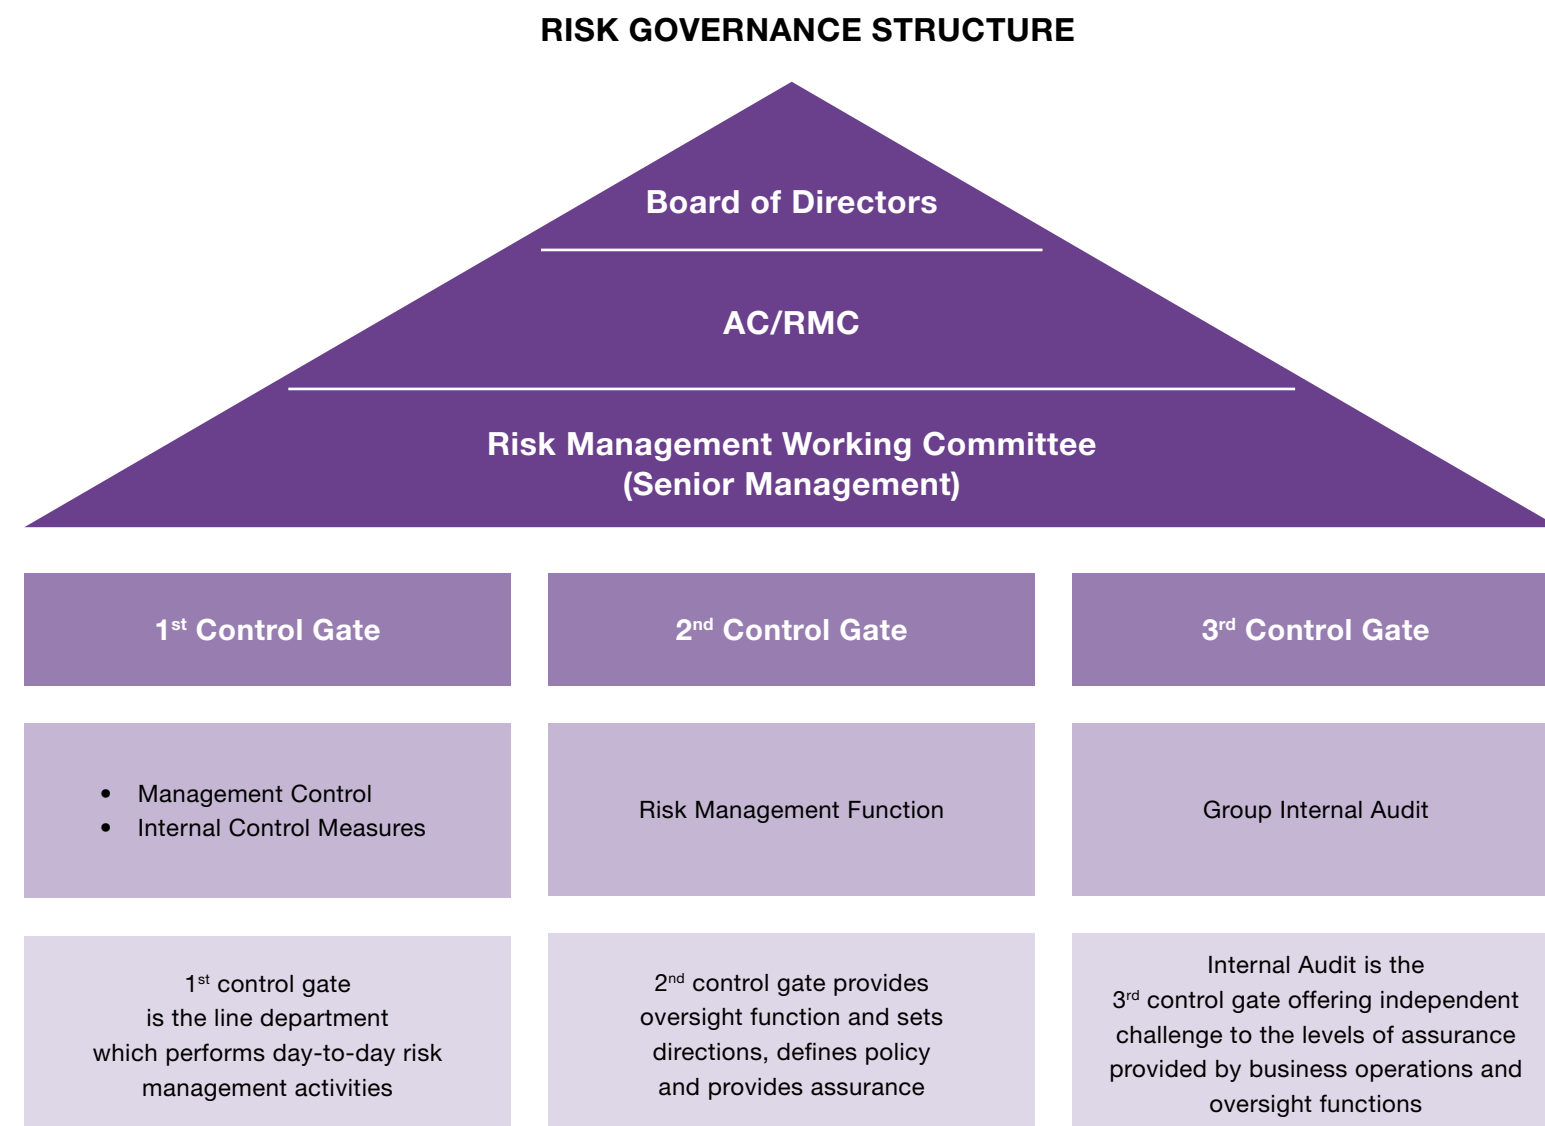 RISK GOVERNANCE STRUCTURE
Board of Directors
AC/RMC
Risk Management Working Committee
(Senior Management)
1st Control Gate
2nd Control Gate
3rd Control Gate
• Management Control
• Internal Control Measures
Risk Management Function
Group Internal Audit
1st control gate
is the line department
which performs day-to-day risk
management activities
2nd control gate provides
oversight function and sets
directions, defines policy
and provides assurance
Internal Audit is the
3rd control gate offering independent
challenge to the levels of assurance
provided by business operations and
oversight functions